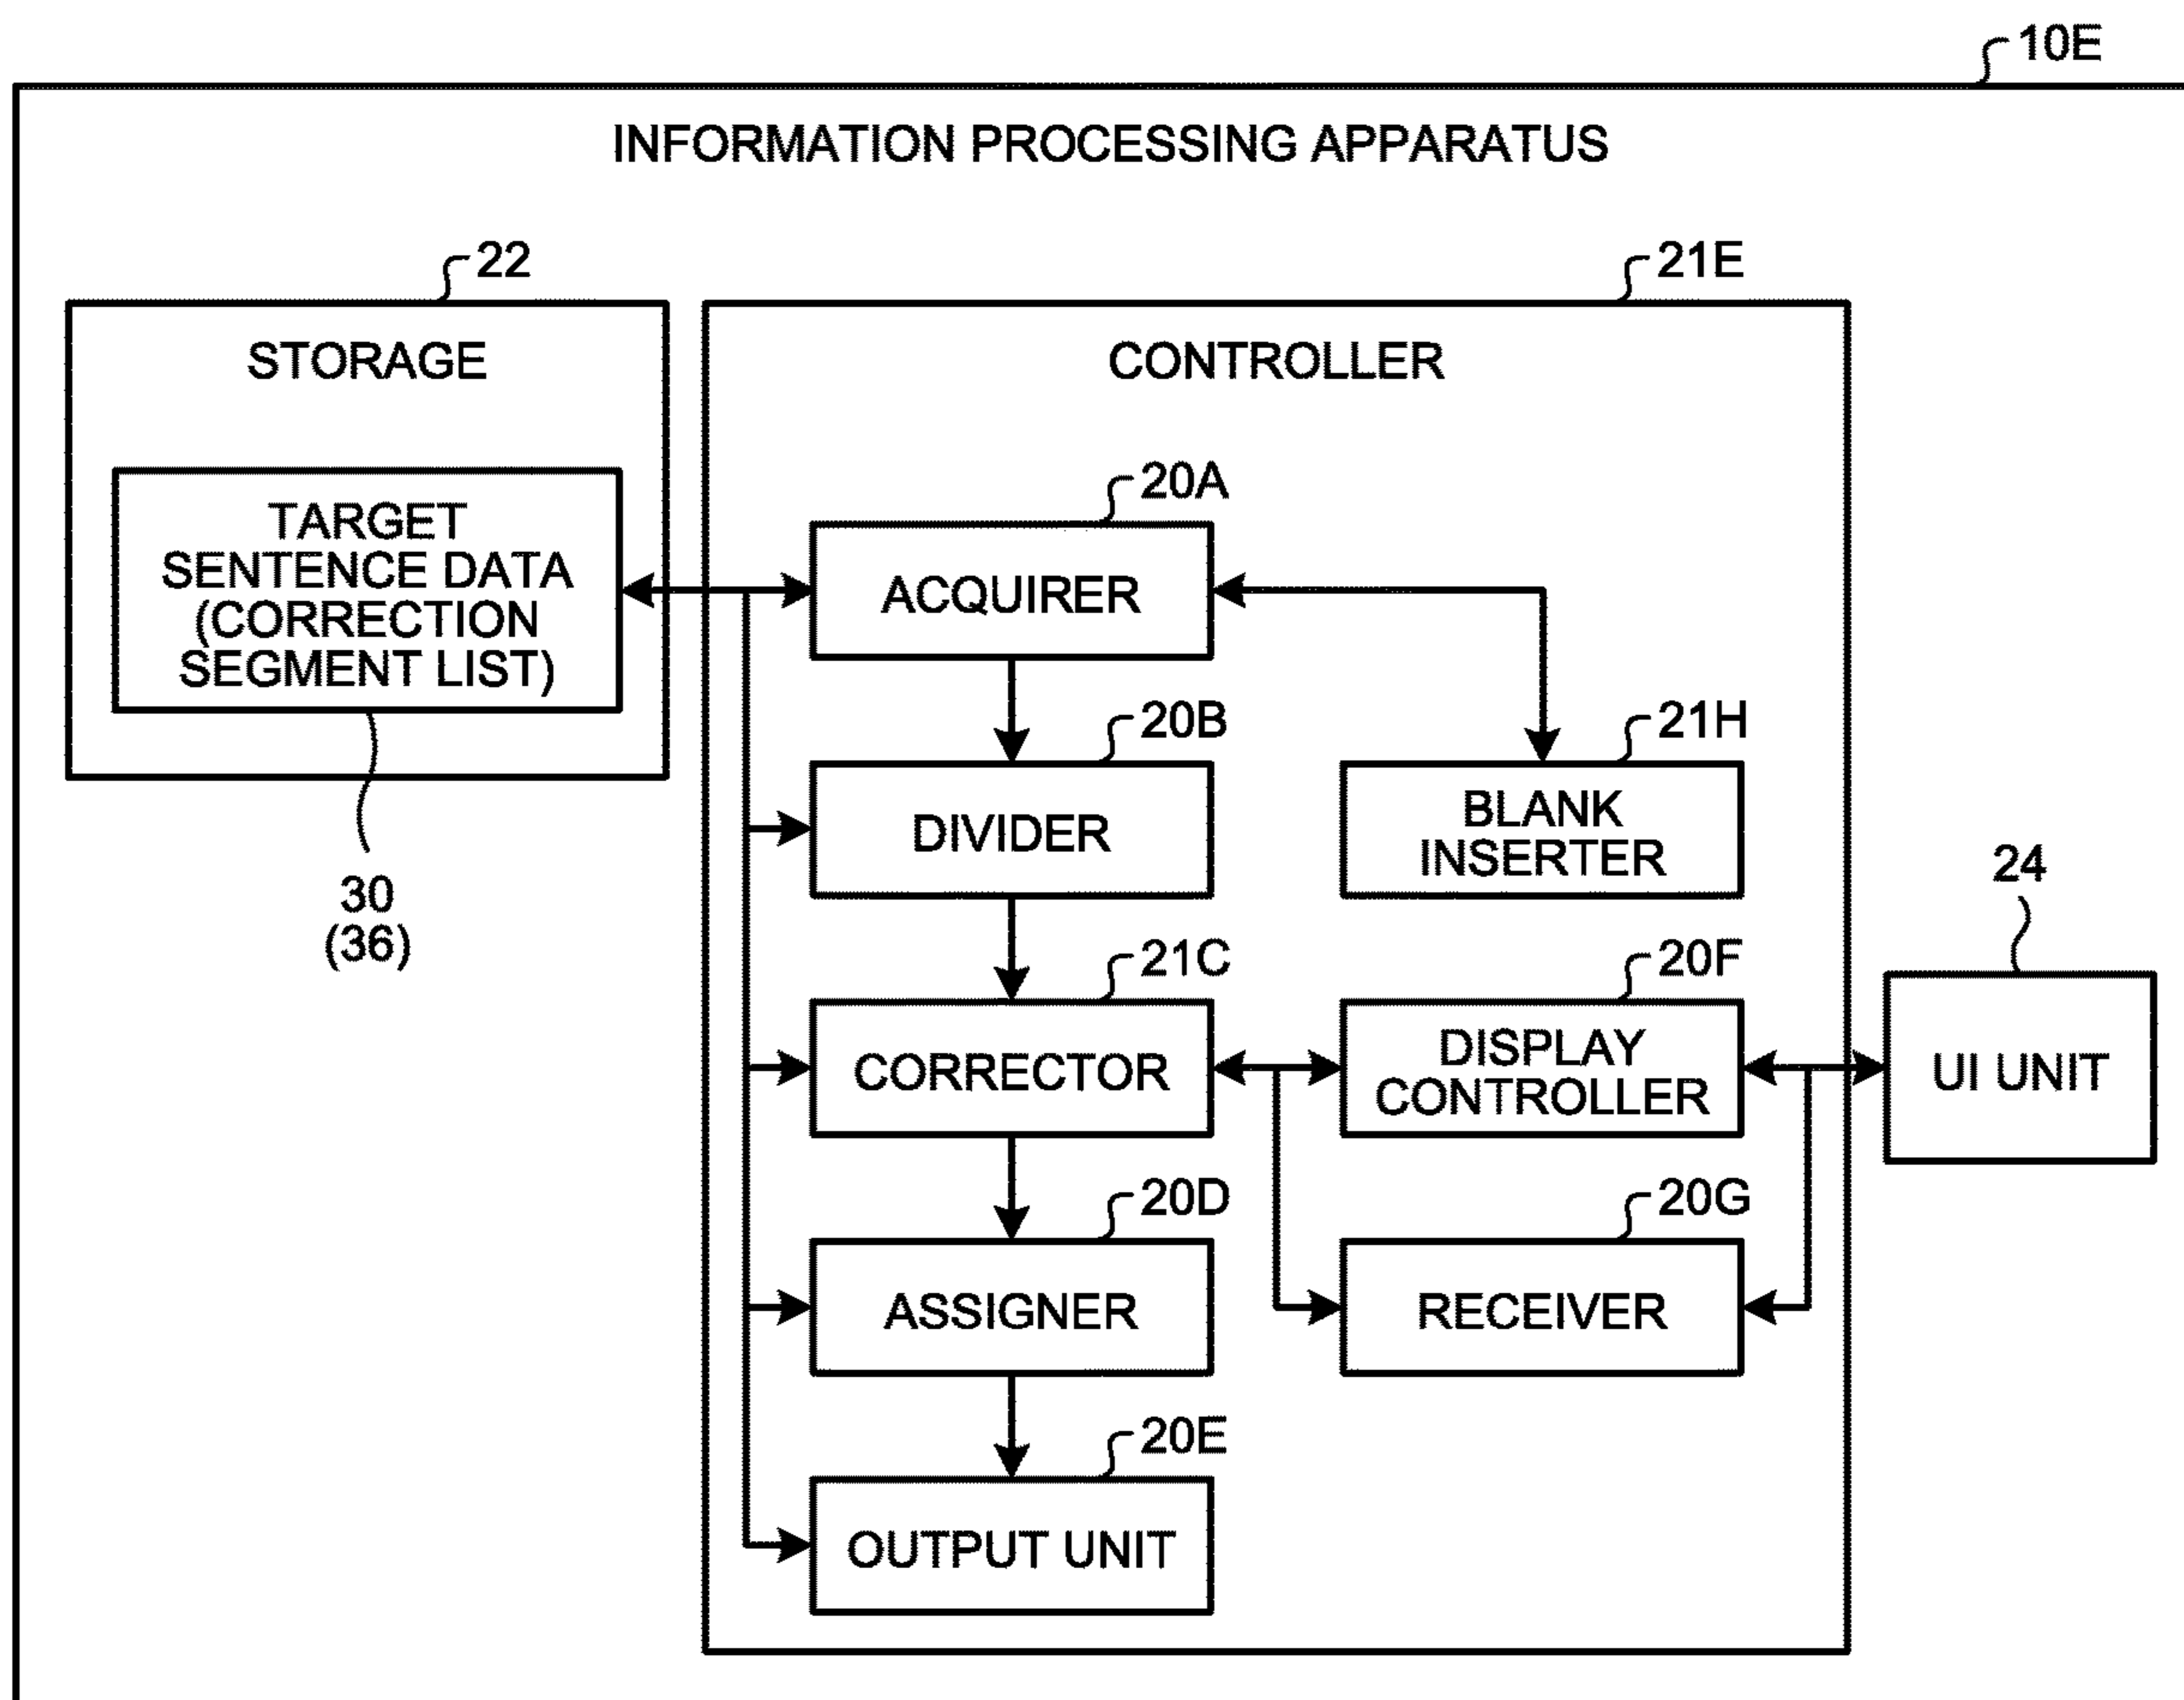 10E
INFORMATION PROCESSING APPARATUS
22
21E
STORAGE
CONTROLLER
TARGET
SENTENCE DATA
(CORRECTION
SEGMENT LIST)
30
(36)
20A
ACQUIRER
20B
DIVIDER
21H
BLANK
INSERTER
21C
CORRECTOR
20F
DISPLAY
CONTROLLER
24
UI UNIT
20D
ASSIGNER
20G
RECEIVER
20E
OUTPUT UNIT